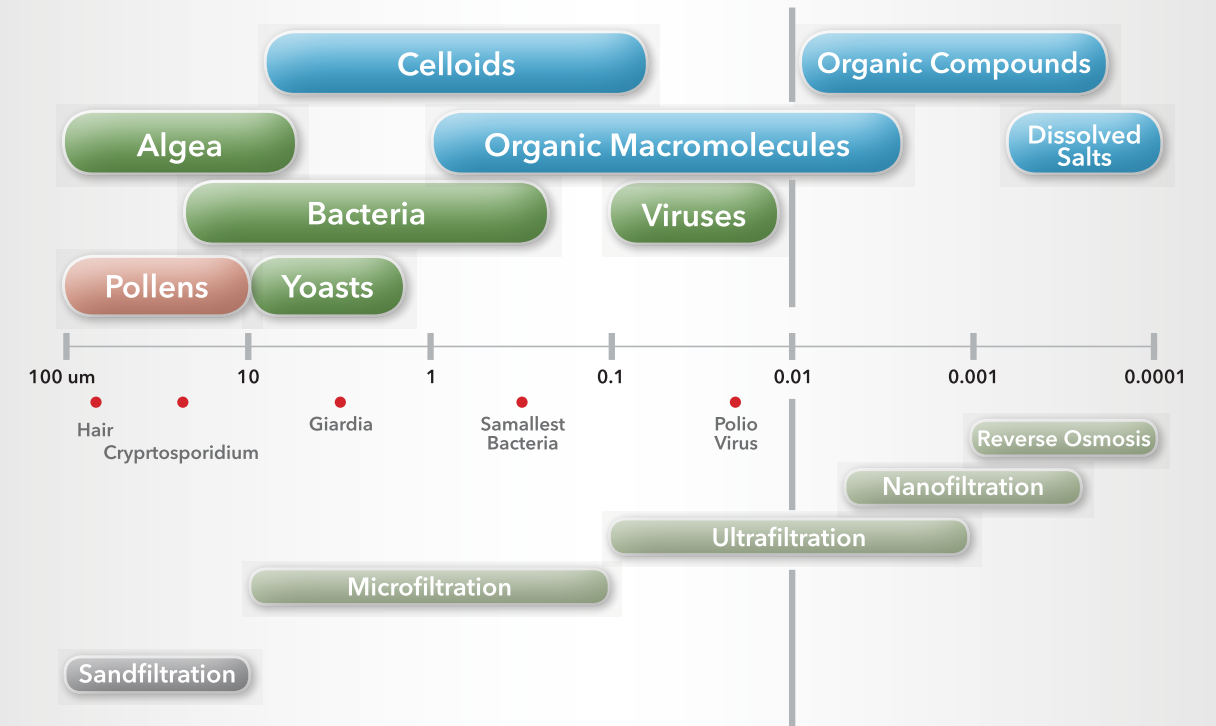 Celloids
Organic Compounds
Algea
Organic Macromolecules
Dissolved
Salts
Bacteria
Viruses
Pollens
Yoasts
100 um
10
1
0.1
0.01
0.001
0.0001
Hair
Cryprtosporidium
Giardia
Samallest
Bacteria
Polio
Virus
Reverse Osmosis
Nanofiltration
Ultrafiltration
Microfiltration
Sandfiltration